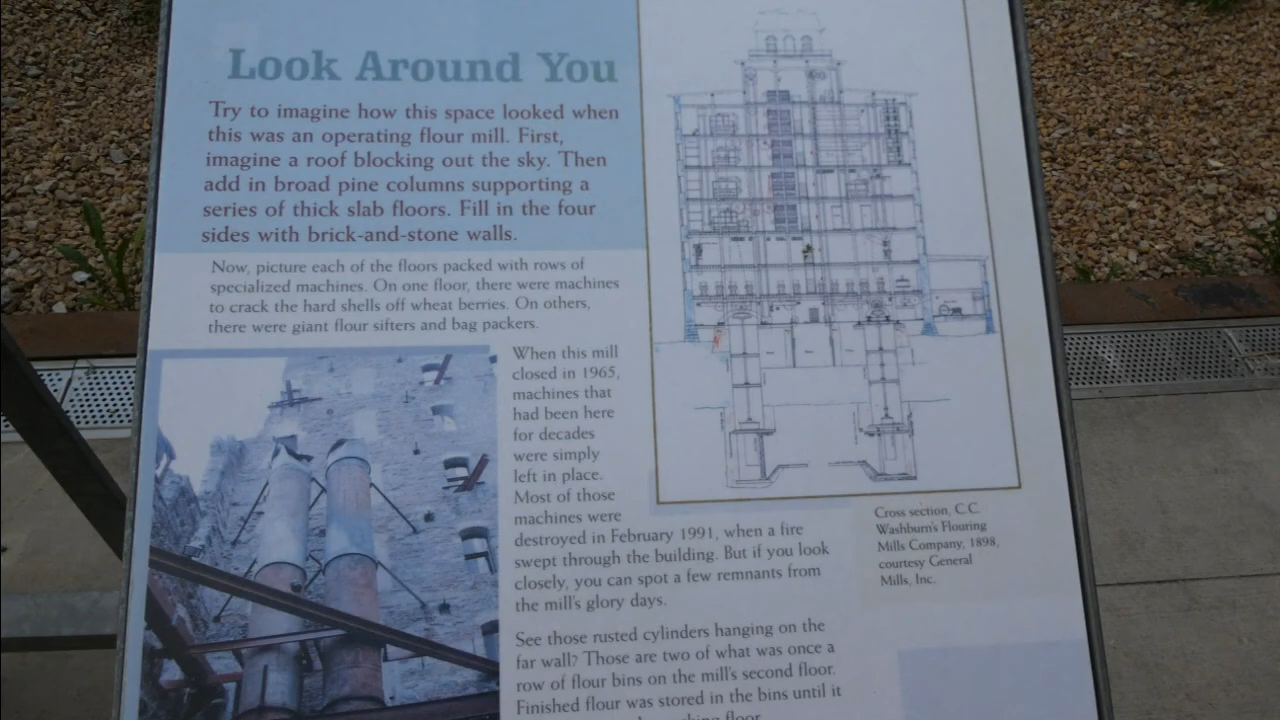 Look Around You
Try to imagine how this space looked when
this was an operating flour mill. First,
imagine a roof blocking out the sky. Then
add in broad pine columns supporting a
series of thick slab floors. Fill in the four
sides with brick-and-stone walls.
Now, picture each of the floors packed with rows of
specialized machines. On one floor, there were machines
to crack the hard shells off wheat berries. On others,
there were giant flour sifters and bag packers.
When this mill
closed in 1965,
machines that
had been here
for decades
were simply
left in place.
Most of those
machines were
destroyed in February 1991, when a fire
swept through the building. But if you look
closely, you can spot a few remnants from
the mill's glory days.
See those rusted cylinders hanging on the
far wall? Those are two of what was once a
row of flour bins on the mill's second floor.
Finished flour was stored in the bins until it
floor.
Cross section, C.C.
Washburn's Flouring
Mills Company, 1898,
courtesy General
Mills, Inc.